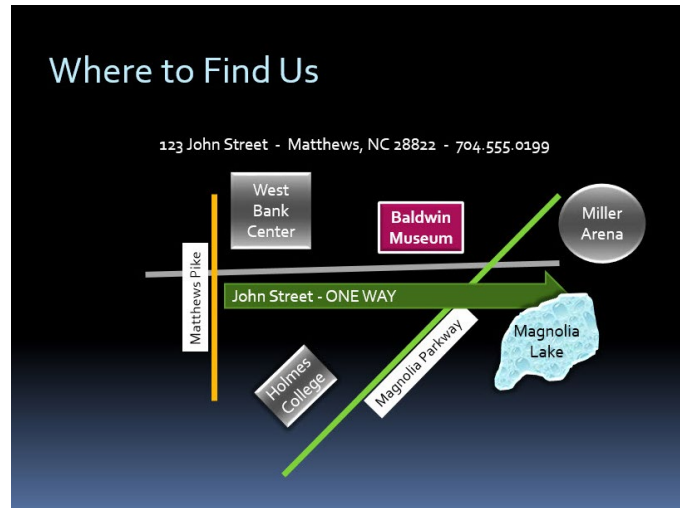 Where to Find Us
123 John Street - Matthews, NC 28822 - 704.555.0199
West
Bank
Center
Baldwin
Museum
Miller
Arena
Matthews Pike
John Street - ONE WAY
Magnolia Parkway
Magnolia
Lake
Holmes
College